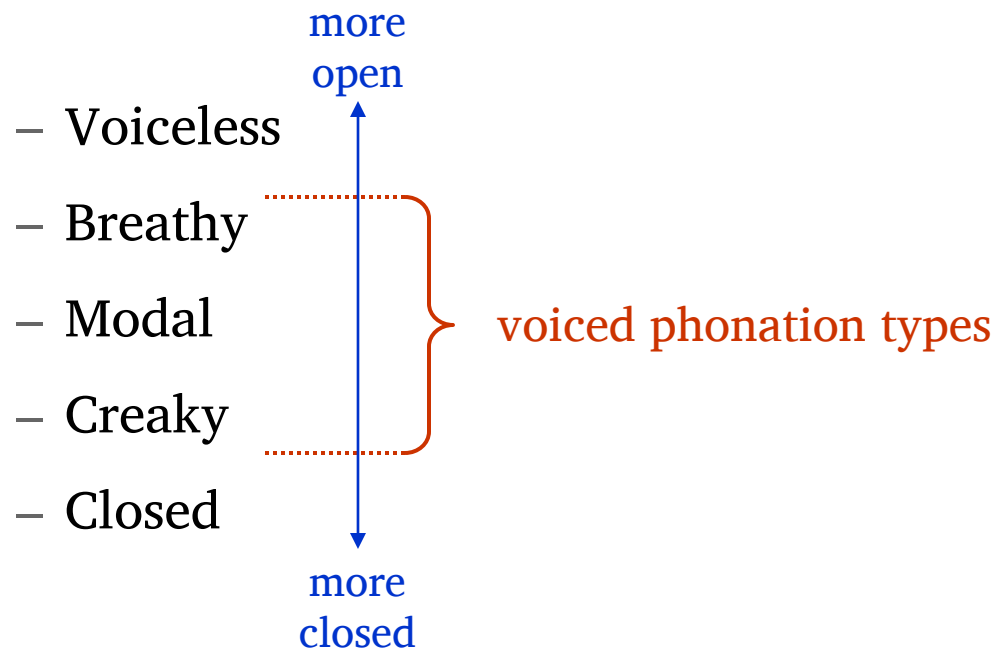 more
open
– Voiceless
– Breathy
– Modal
– Creaky
– Closed
voiced phonation types
more
closed